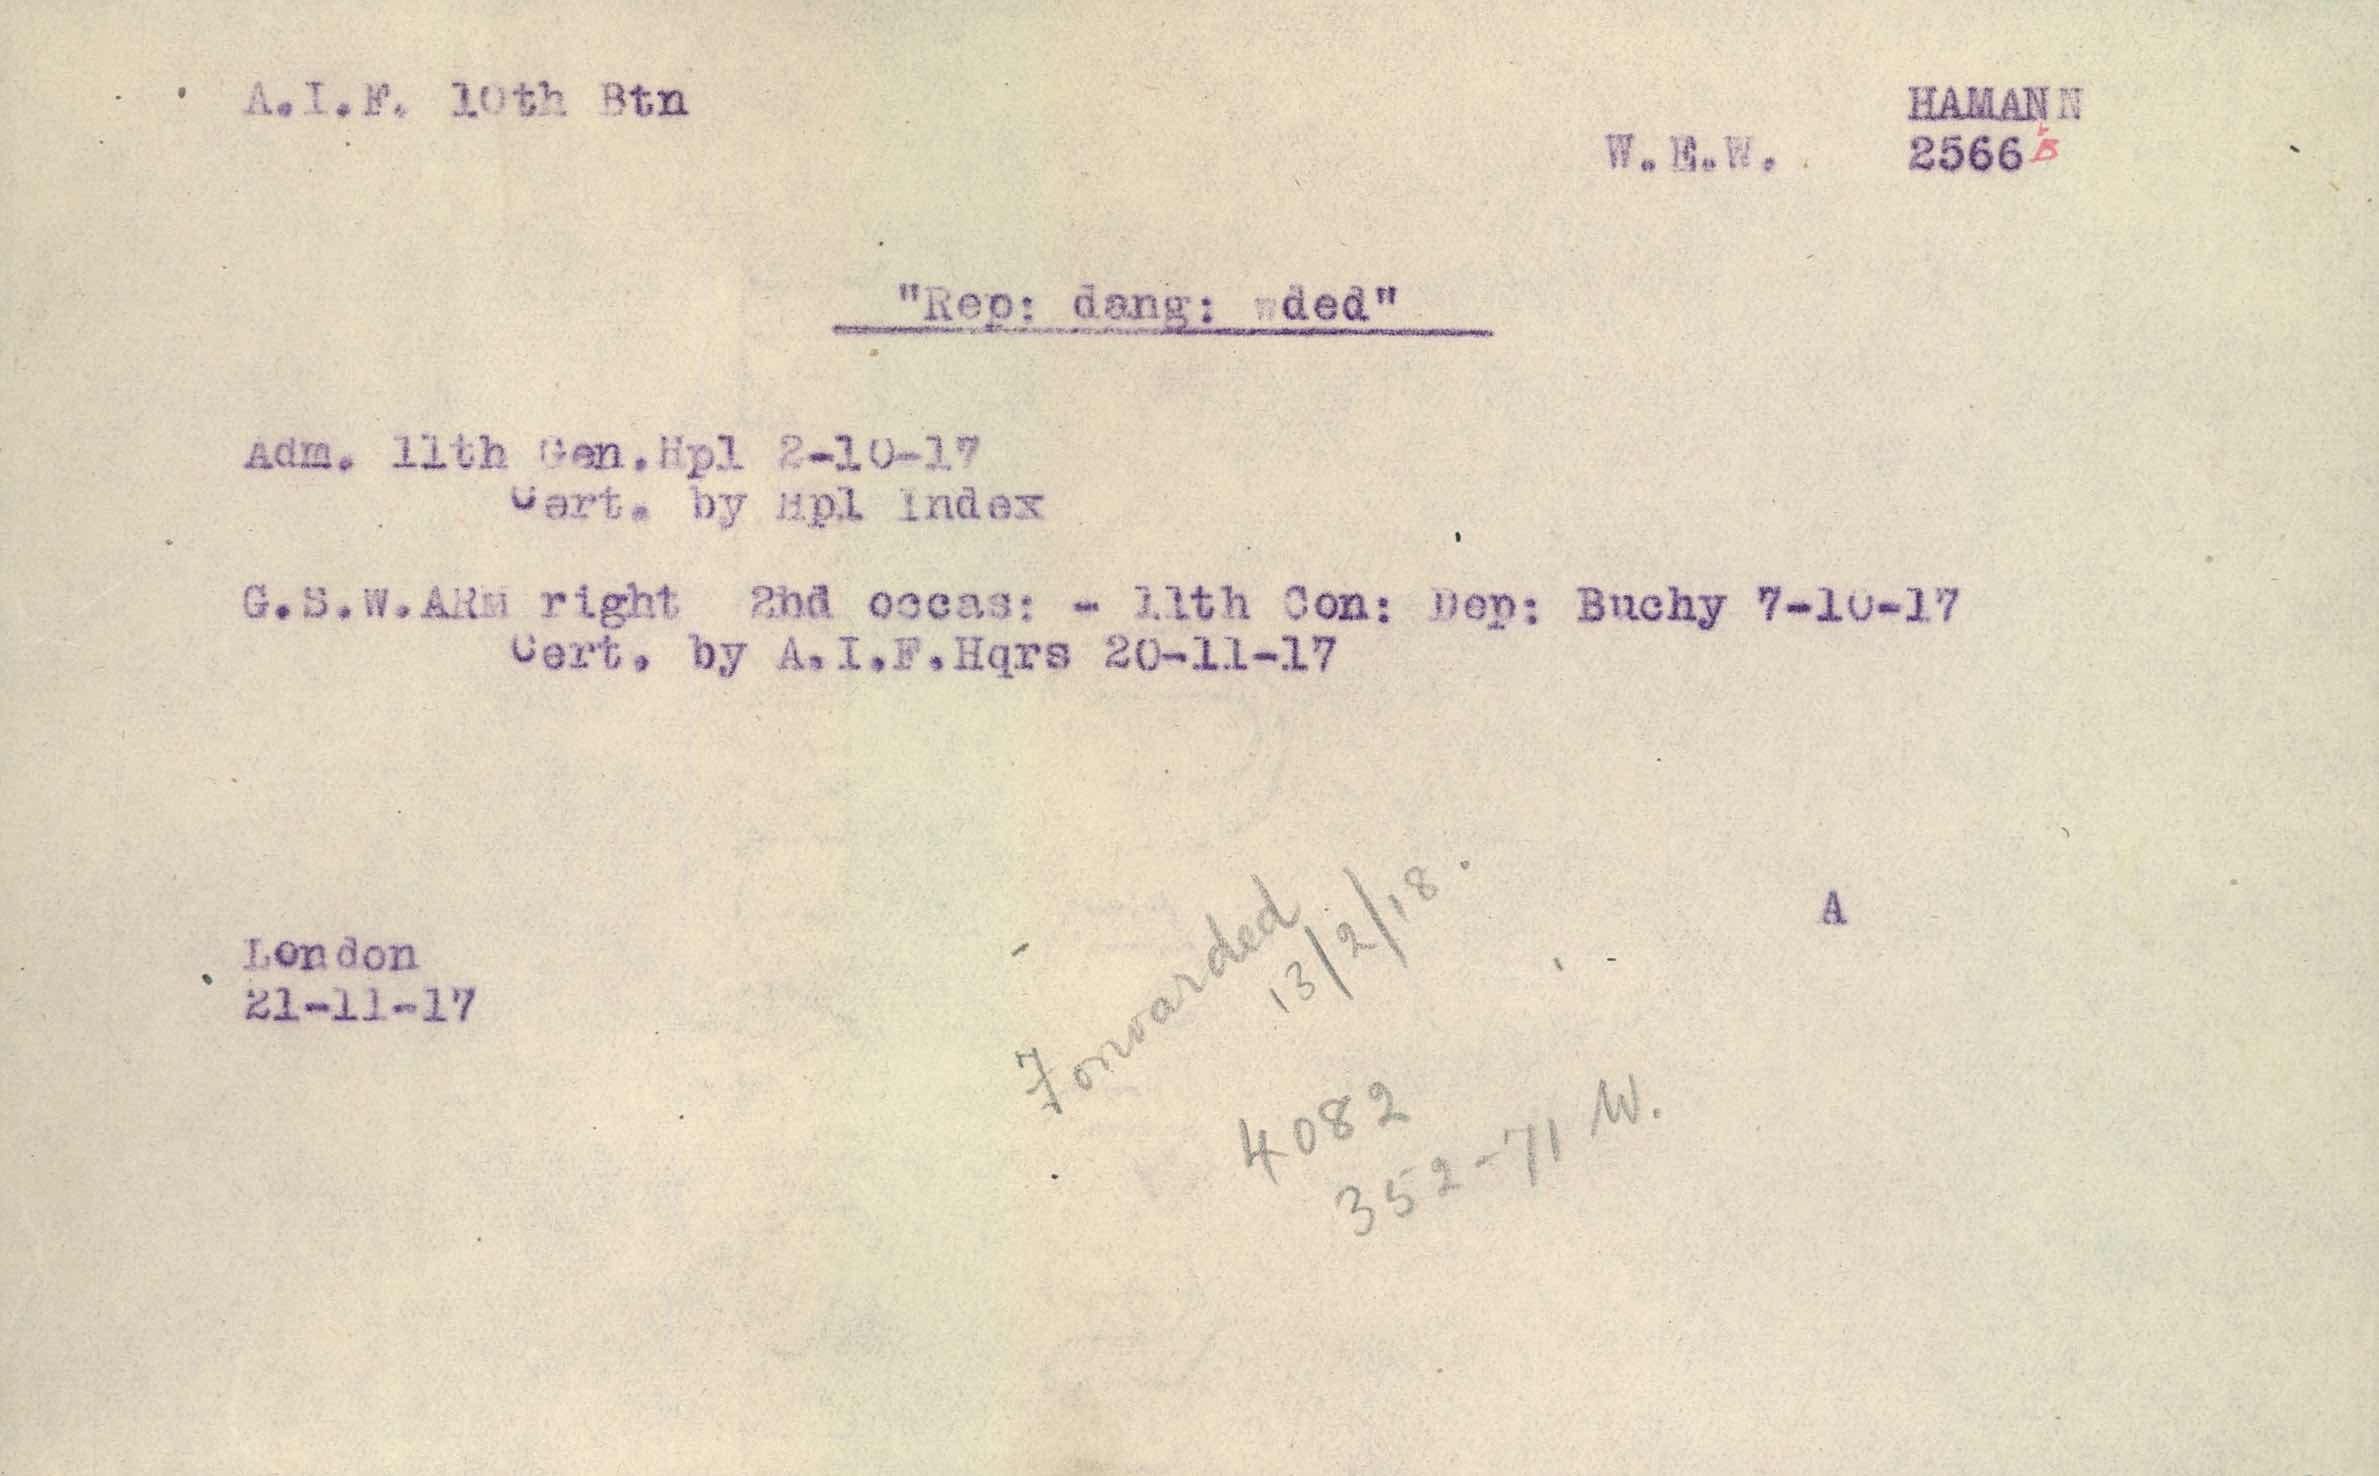 A.I.F. 10th Btn
HAMANN
W.E.W. 2566 B
"Rep: dang: wded"
Adm. 11th Gen.Hpl 2-10-17
Cert. by Hpl Index
G.S.W.ARM right 2hd occas: - 11th Con: Dep: Buchy 7-10-17
Cert. by A.I.F.Hqrs 20-11-17
A
London
21-11-17
Forwarded
13/2/18.
4082
352-71 W.